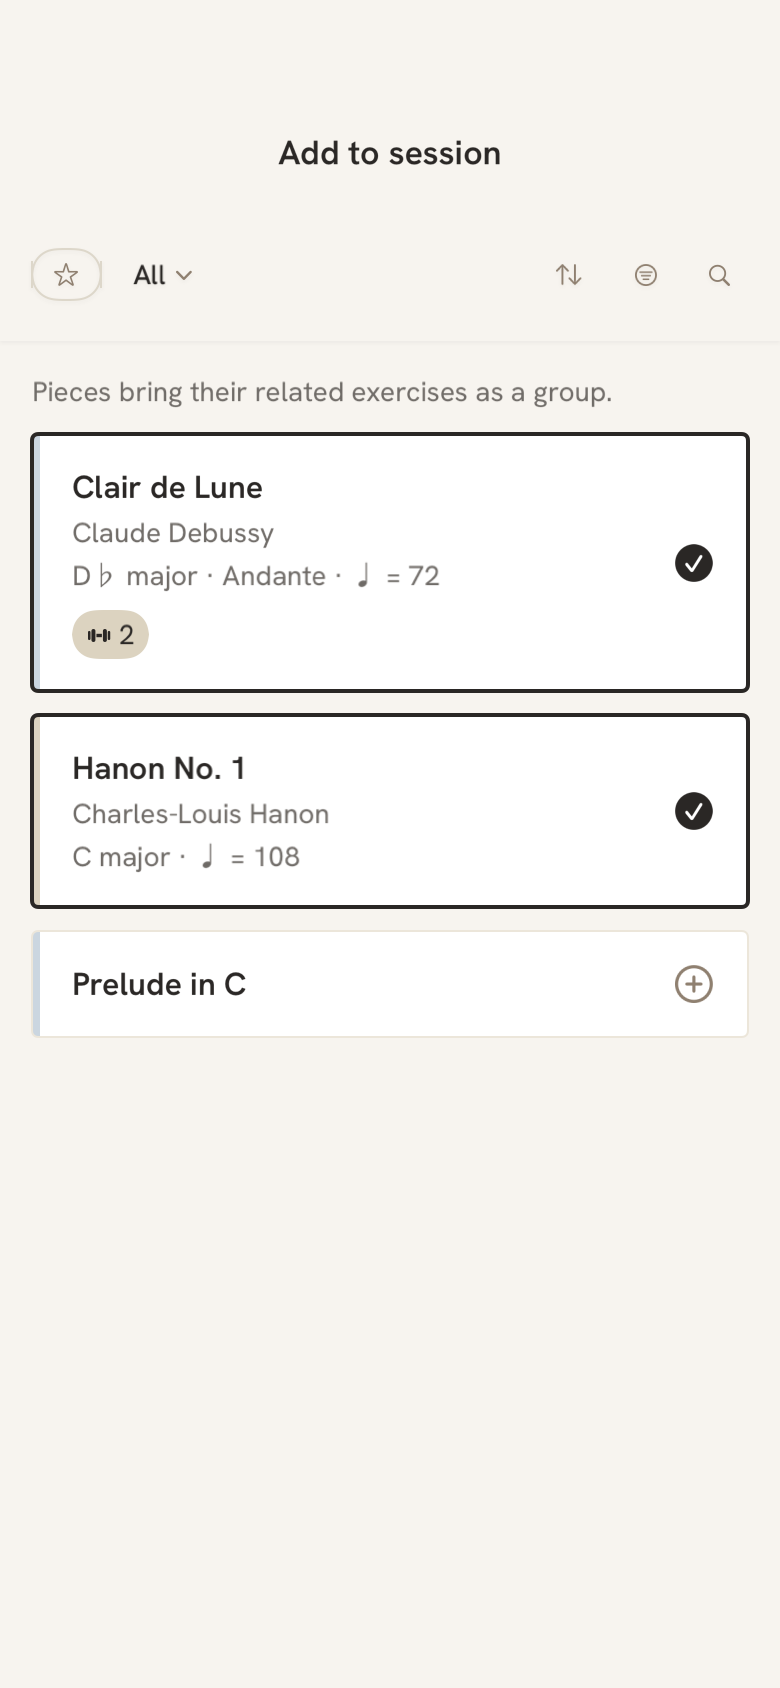 Add to session
All
Pieces bring their related exercises as a group.
Clair de Lune
Claude Debussy
D♭ major · Andante · ♩ = 72
2
Hanon No. 1
Charles-Louis Hanon
C major · ♩ = 108
Prelude in C